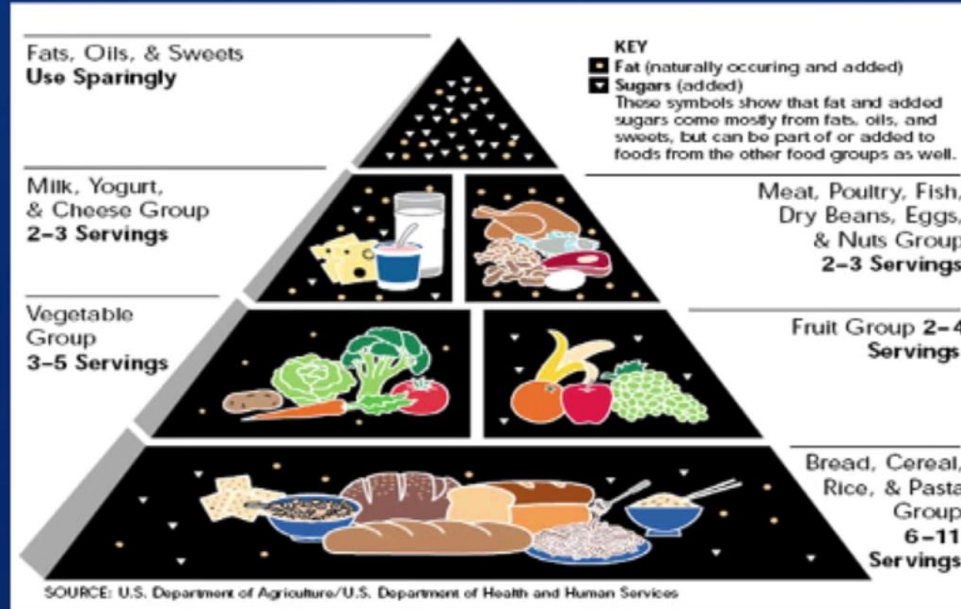 Fats, Oils, & Sweets
Use Sparingly
KEY
Fat (naturally occuring and added)
Sugars (added)
These symbols show that fat and added
sugars come mostly from fats, oils, and
sweets, but can be part of or added to
foods from the other food groups as well.
Milk, Yogurt,
& Cheese Group
2–3 Servings
Meat, Poultry, Fish,
Dry Beans, Eggs,
& Nuts Group
2–3 Servings
Vegetable
Group
3–5 Servings
Fruit Group 2–4
Servings
Bread, Cereal,
Rice, & Pasta
Group
6–11
Servings
SOURCE: U.S. Department of Agriculture/U.S. Department of Health and Human Services